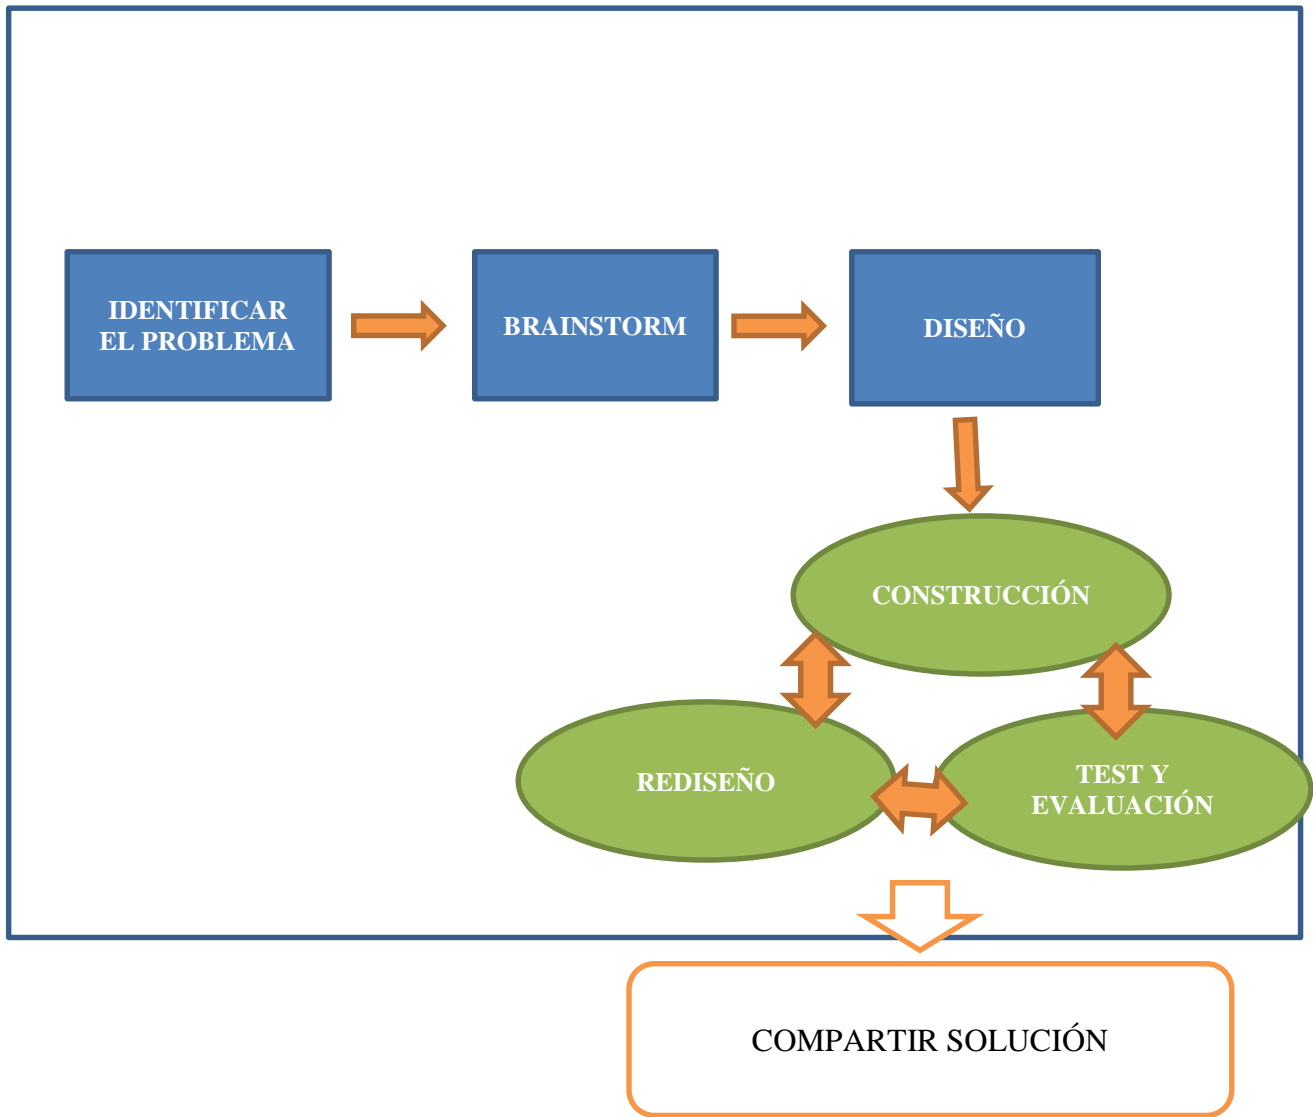 IDENTIFICAR
EL PROBLEMA
BRAINSTORM
DISEÑO
CONSTRUCCIÓN
REDISEÑO
TEST Y
EVALUACIÓN
COMPARTIR SOLUCIÓN